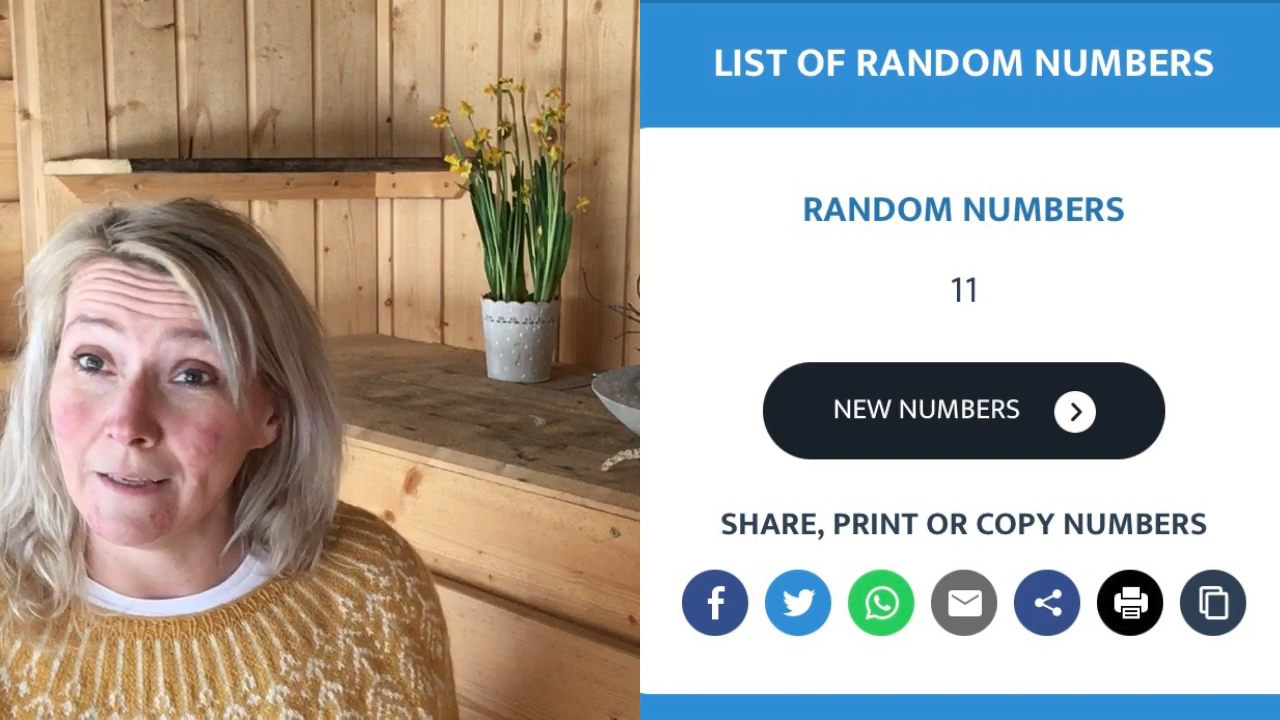 LIST OF RANDOM NUMBERS
RANDOM NUMBERS
11
NEW NUMBERS
SHARE, PRINT OR COPY NUMBERS